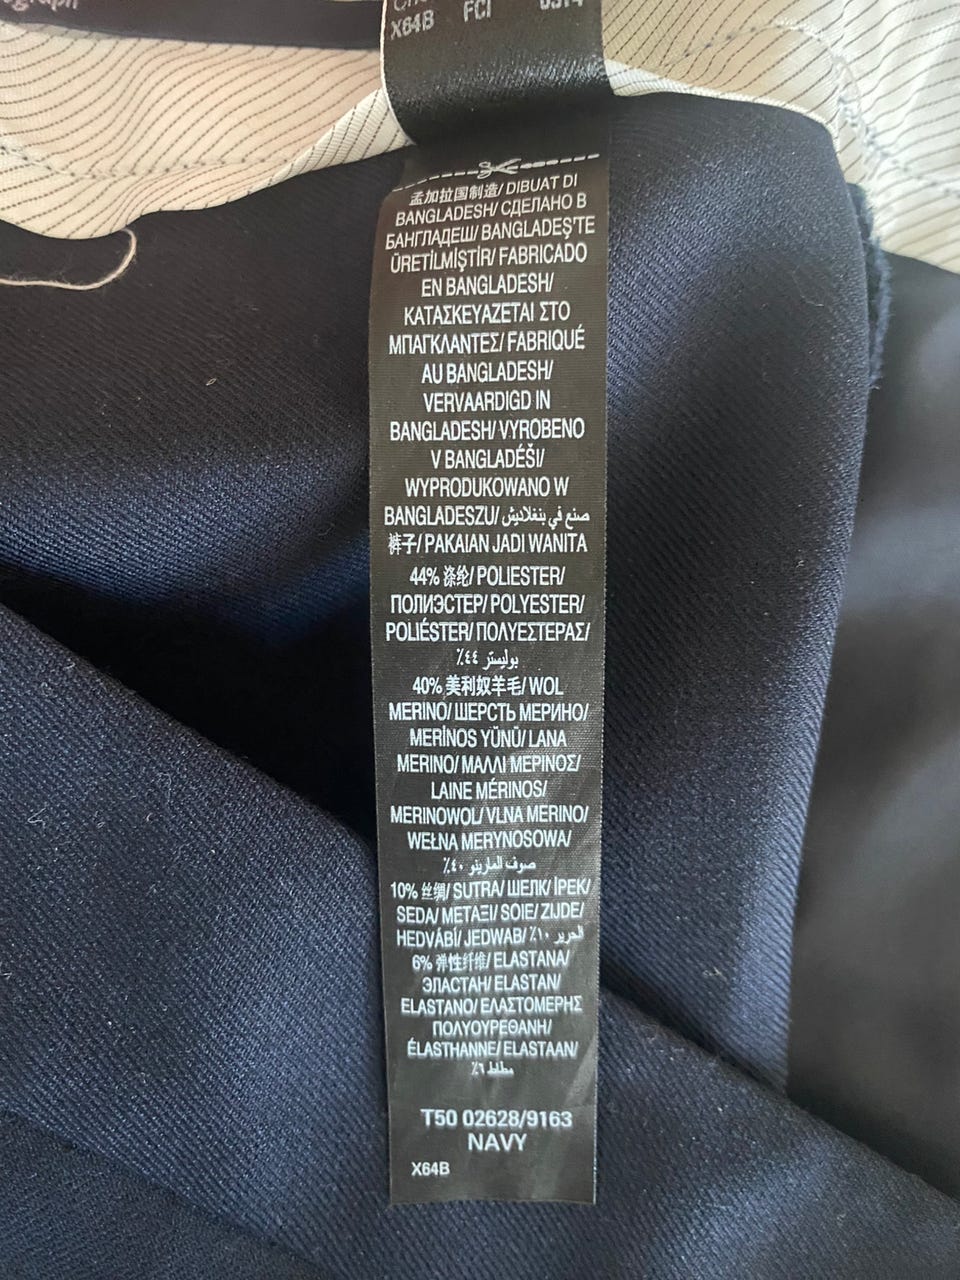 X64B FCI 0314
孟加拉国制造/ DIBUAT DI
BANGLADESH/ СДЕЛАНО В
БАНГЛАДЕШ/ BANGLADEŞ'TE
ÜRETİLMİŞTİR/ FABRICADO
EN BANGLADESH/
ΚΑΤΑΣΚΕΥΑΖΕΤΑΙ ΣΤΟ
ΜΠΑΓΚΛΑΝΤΕΣ/ FABRIQUÉ
AU BANGLADESH/
VERVAARDIGD IN
BANGLADESH/ VYROBENO
V BANGLADÉŠI/
WYPRODUKOWANO W
BANGLADESZU/ صنع في بنغلاديش
裤子/ PAKAIAN JADI WANITA
44% 涤纶/ POLIESTER/
ПОЛИЭСТЕР/ POLYESTER/
POLIÉSTER/ ΠΟΛΥΕΣΤΕΡΑΣ/
بوليستر ٤٤٪
40% 美利奴羊毛/ WOL
MERINO/ ШЕРСТЬ МЕРИНО/
MERİNOS YÜNÜ/ LANA
MERINO/ ΜΑΛΛΙ ΜΕΡΙΝΟΣ/
LAINE MÉRINOS/
MERINOWOL/ VLNA MERINO/
WEŁNA MERYNOSOWA/
صوف المارينو ٤٠٪
10% 丝绸/ SUTRA/ ШЕЛК/ İPEK/
SEDA/ ΜΕΤΑΞΙ/ SOIE/ ZIJDE/
HEDVÁBÍ/ JEDWAB/ الحرير ١٠٪
6% 弹性纤维/ ELASTANA/
ЭЛАСТАН/ ELASTAN/
ELASTANO/ ΕΛΑΣΤΟΜΕΡΗΣ
ΠΟΛΥΟΥΡΕΘΑΝΗ/
ÉLASTHANNE/ ELASTAAN/
مطاط ٦٪
T50 02628/9163
NAVY
X64B